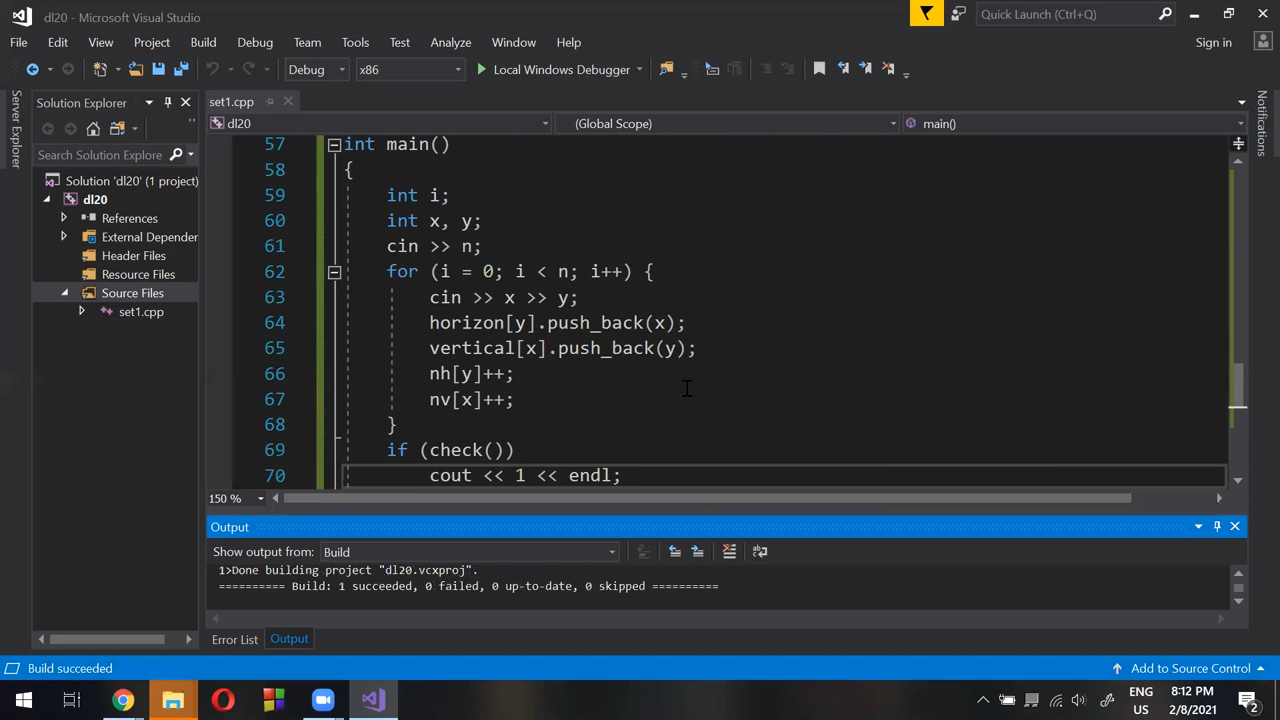 dl20 - Microsoft Visual Studio
Quick Launch (Ctrl+Q)
File Edit View Project Build Debug Team Tools Test Analyze Window Help
Sign in
Debug x86 Local Windows Debugger
Server Explorer
Solution Explorer
Search Solution Explore
Solution 'dl20' (1 project)
dl20
References
External Dependen
Header Files
Resource Files
Source Files
set1.cpp
set1.cpp
dl20 (Global Scope) main()
57 int main()
58 {
59 int i;
60 int x, y;
61 cin >> n;
62 for (i = 0; i < n; i++) {
63 cin >> x >> y;
64 horizon[y].push_back(x);
65 vertical[x].push_back(y);
66 nh[y]++;
67 nv[x]++;
68 }
69 if (check())
70 cout << 1 << endl;
150 %
Notifications
Output
Show output from: Build
1>Done building project "dl20.vcxproj".
========== Build: 1 succeeded, 0 failed, 0 up-to-date, 0 skipped ==========
Error List Output
Build succeeded
Add to Source Control
ENG
US
8:12 PM
2/8/2021
2